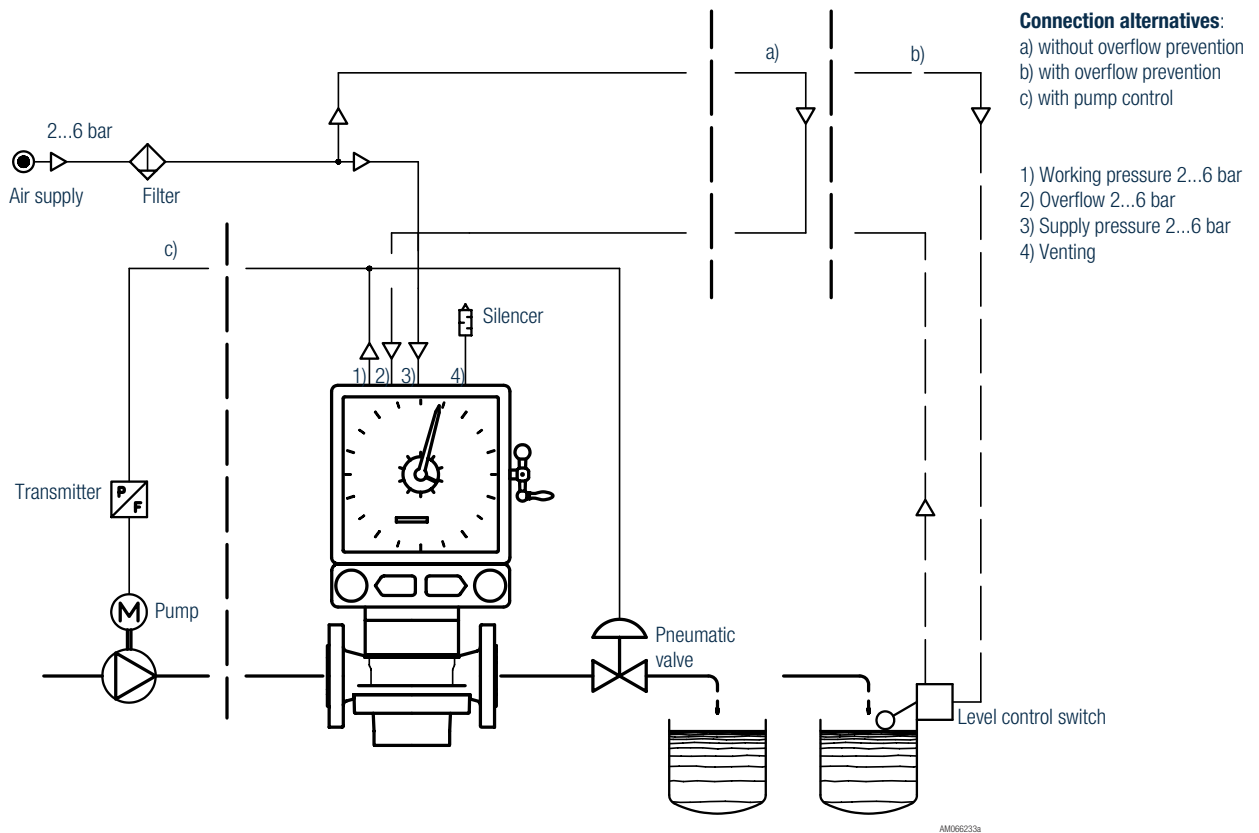 Connection alternatives:
a) without overflow prevention
b) with overflow prevention
c) with pump control
a)
b)
2...6 bar
Air supply
Filter
1) Working pressure 2...6 bar
2) Overflow 2...6 bar
3) Supply pressure 2...6 bar
4) Venting
c)
Silencer
1) 2) 3) 4)
Transmitter
P
F
M
Pump
Pneumatic
valve
Level control switch
AM066233a